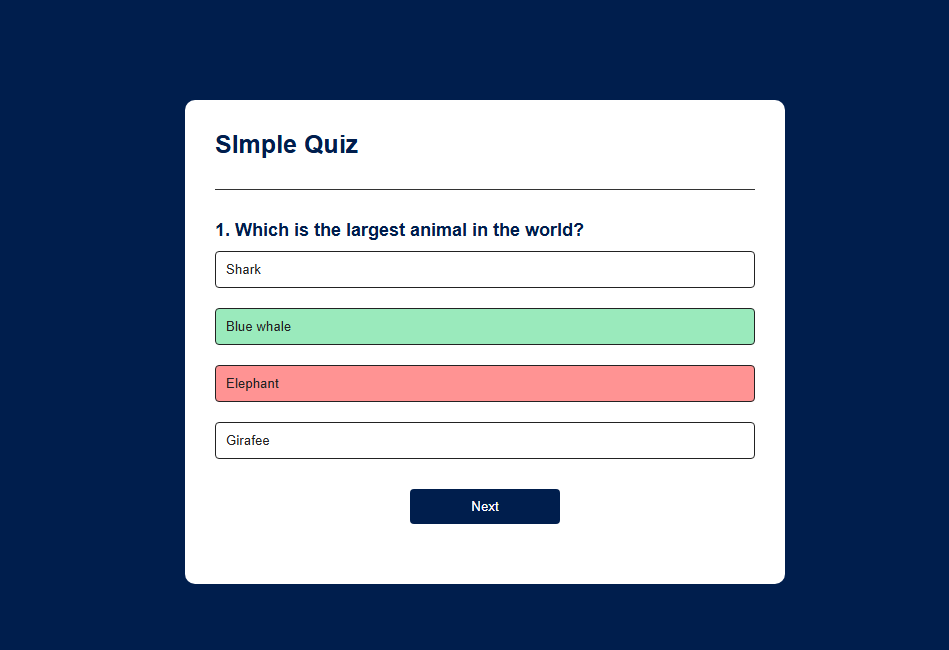 SImple Quiz
1. Which is the largest animal in the world?
Shark
Blue whale
Elephant
Girafee
Next